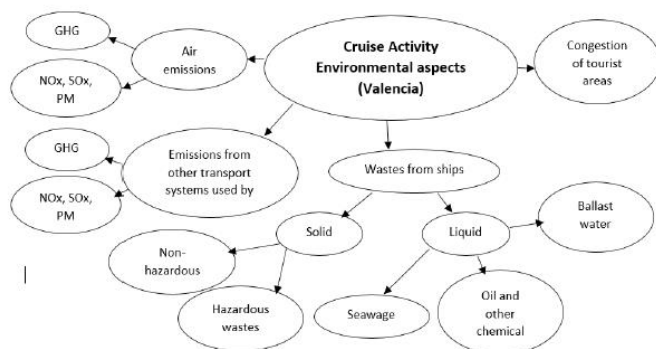 GHG
Air
emissions
Cruise Activity
Environmental aspects
(Valencia)
Congestion
of tourist
areas
NOx, SOx,
PM
GHG
Emissions from
other transport
systems used by
Wastes from ships
NOx, SOx,
PM
Solid
Liquid
Ballast
water
Non-
hazardous
Hazardous
wastes
Seawage
Oil and
other
chemical